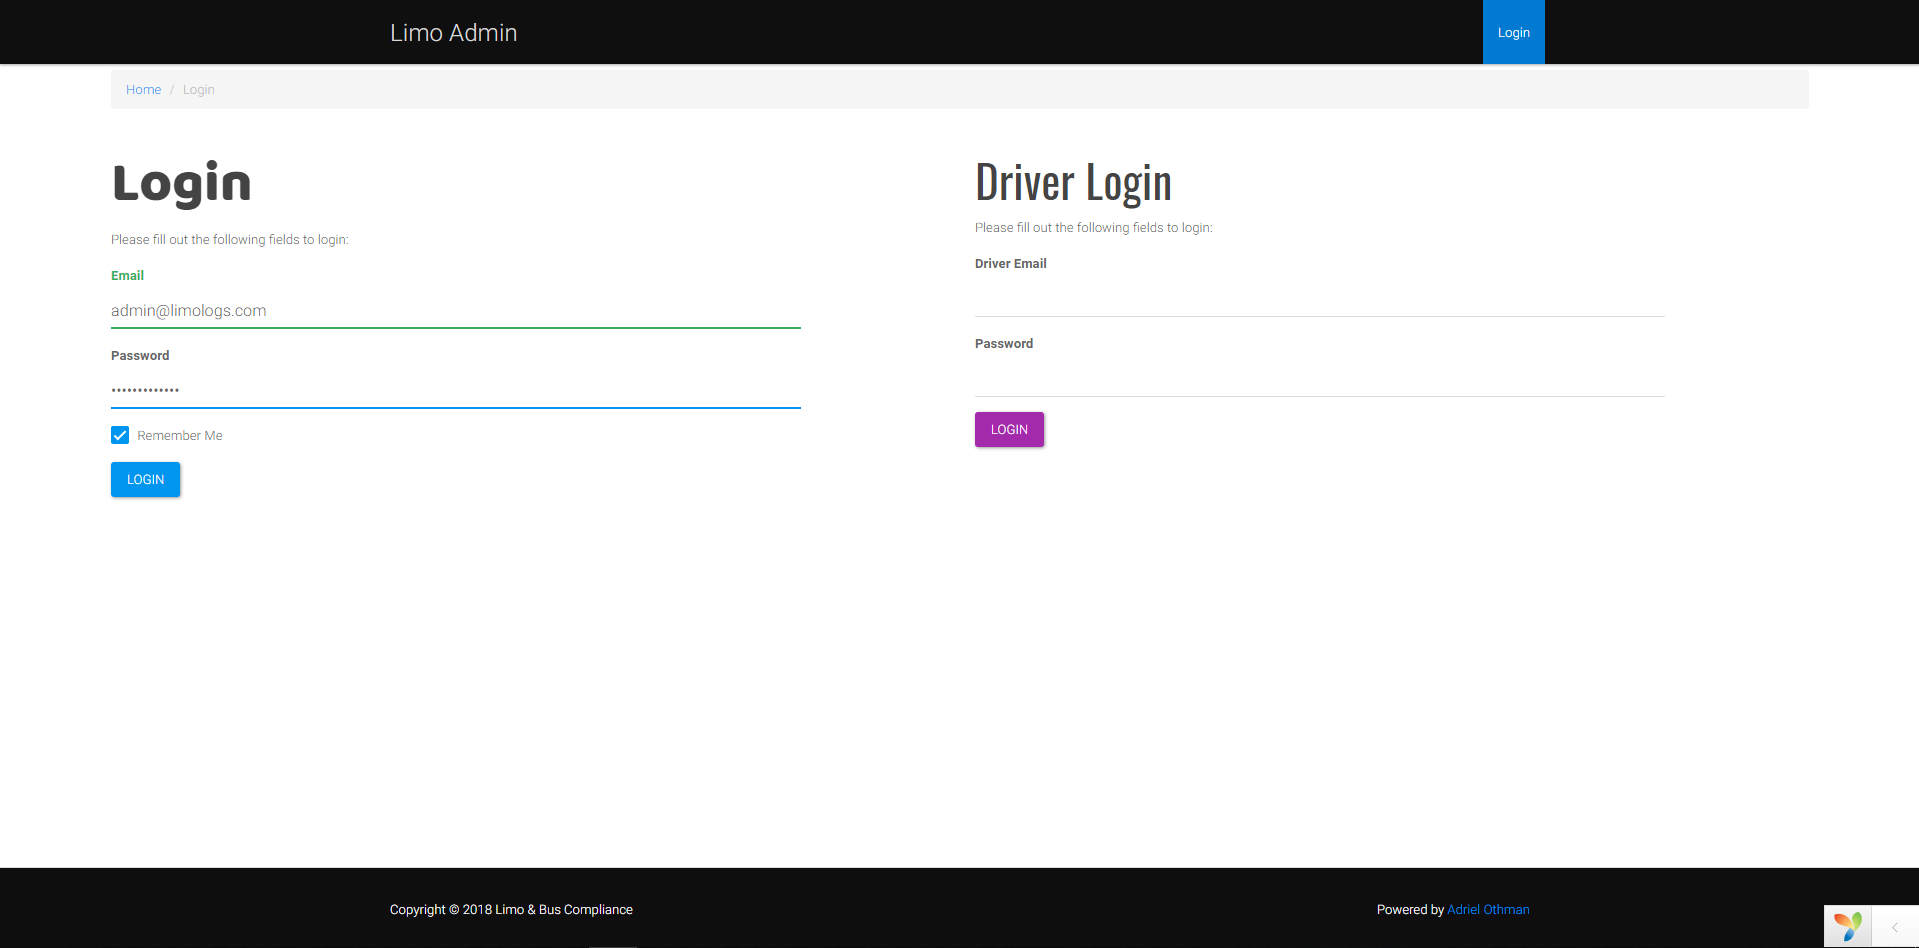 Limo Admin
Login
Home / Login
Login
Please fill out the following fields to login:
Email
admin@limologs.com
Password
•••••••••••••
Remember Me
LOGIN
Driver Login
Please fill out the following fields to login:
Driver Email
Password
LOGIN
Copyright © 2018 Limo & Bus Compliance
Powered by Adriel Othman